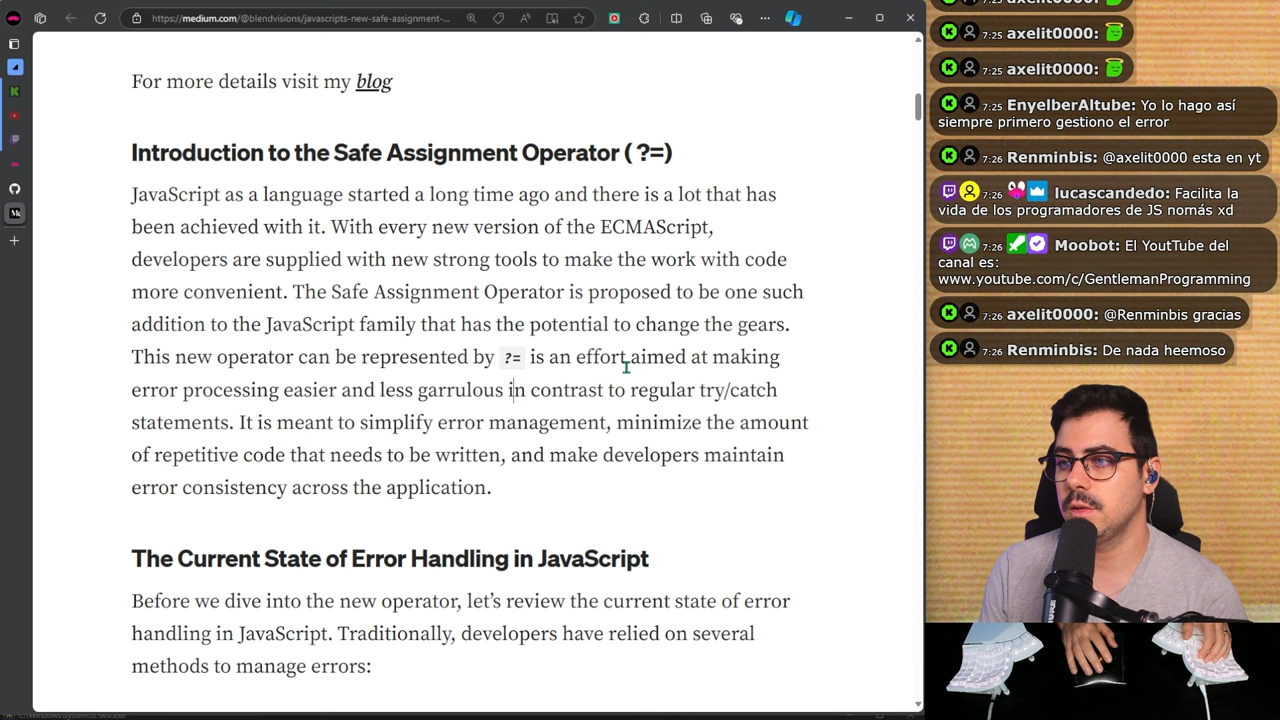 https://medium.com/@blendvisions/javascripts-new-safe-assignment-...
For more details visit my blog
Introduction to the Safe Assignment Operator ( ?=)
JavaScript as a language started a long time ago and there is a lot that has
been achieved with it. With every new version of the ECMAScript,
developers are supplied with new strong tools to make the work with code
more convenient. The Safe Assignment Operator is proposed to be one such
addition to the JavaScript family that has the potential to change the gears.
This new operator can be represented by ?= is an effort aimed at making
error processing easier and less garrulous in contrast to regular try/catch
statements. It is meant to simplify error management, minimize the amount
of repetitive code that needs to be written, and make developers maintain
error consistency across the application.
The Current State of Error Handling in JavaScript
Before we dive into the new operator, let's review the current state of error
handling in JavaScript. Traditionally, developers have relied on several
methods to manage errors:
7:25 axelit0000:
7:25 axelit0000:
7:25 EnyelberAltube: Yo lo hago así
siempre primero gestiono el error
7:26 Renminbis: @axelit0000 esta en yt
7:26 lucascandedo: Facilita la
vida de los programadores de JS nomás xd
7:26 Moobot: El YoutTube del
canal es:
www.youtube.com/c/GentlemanProgramming
7:26 axelit0000: @Renminbis gracias
7:26 Renminbis: De nada heemoso